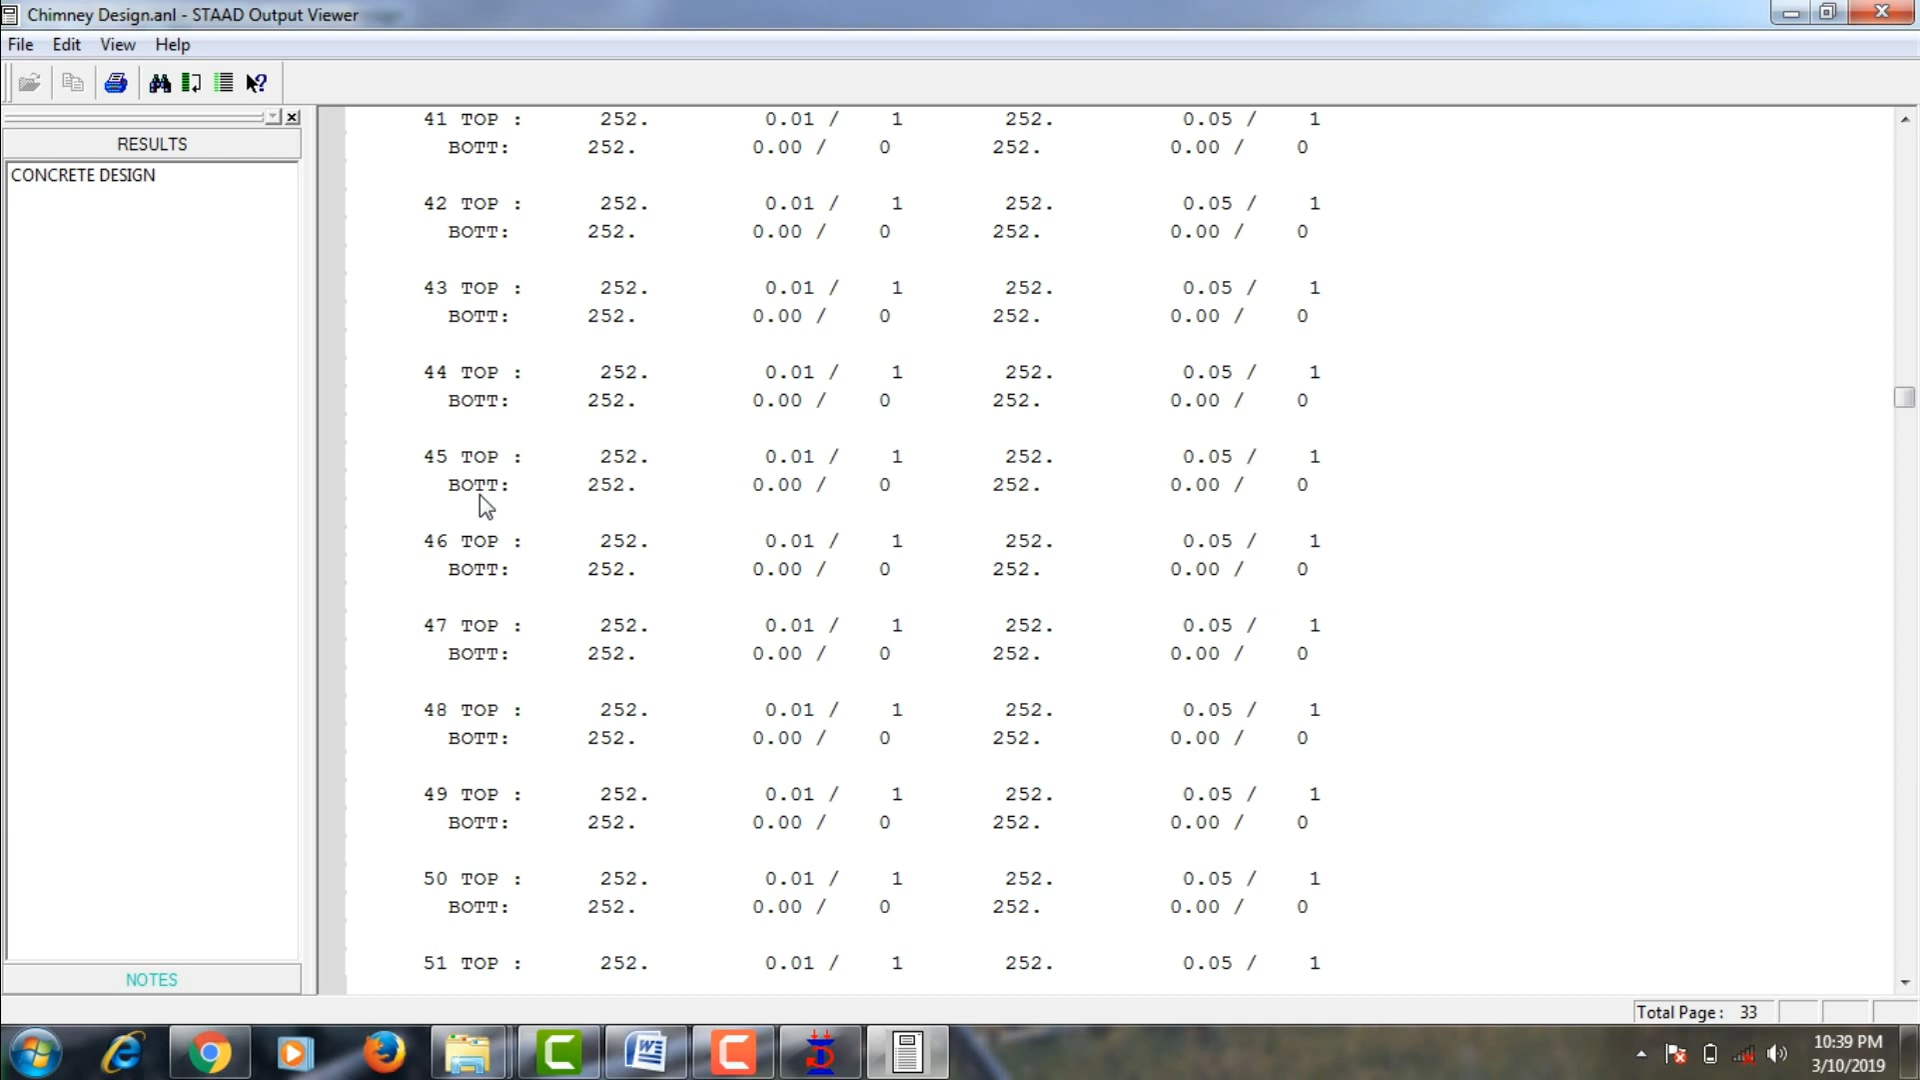 Chimney Design.anl - STAAD Output Viewer
File Edit View Help
RESULTS
CONCRETE DESIGN
41 TOP : 252. 0.01 / 1 252. 0.05 / 1
BOTT: 252. 0.00 / 0 252. 0.00 / 0
42 TOP : 252. 0.01 / 1 252. 0.05 / 1
BOTT: 252. 0.00 / 0 252. 0.00 / 0
43 TOP : 252. 0.01 / 1 252. 0.05 / 1
BOTT: 252. 0.00 / 0 252. 0.00 / 0
44 TOP : 252. 0.01 / 1 252. 0.05 / 1
BOTT: 252. 0.00 / 0 252. 0.00 / 0
45 TOP : 252. 0.01 / 1 252. 0.05 / 1
BOTT: 252. 0.00 / 0 252. 0.00 / 0
46 TOP : 252. 0.01 / 1 252. 0.05 / 1
BOTT: 252. 0.00 / 0 252. 0.00 / 0
47 TOP : 252. 0.01 / 1 252. 0.05 / 1
BOTT: 252. 0.00 / 0 252. 0.00 / 0
48 TOP : 252. 0.01 / 1 252. 0.05 / 1
BOTT: 252. 0.00 / 0 252. 0.00 / 0
49 TOP : 252. 0.01 / 1 252. 0.05 / 1
BOTT: 252. 0.00 / 0 252. 0.00 / 0
50 TOP : 252. 0.01 / 1 252. 0.05 / 1
BOTT: 252. 0.00 / 0 252. 0.00 / 0
51 TOP : 252. 0.01 / 1 252. 0.05 / 1
NOTES
Total Page : 33
10:39 PM
3/10/2019